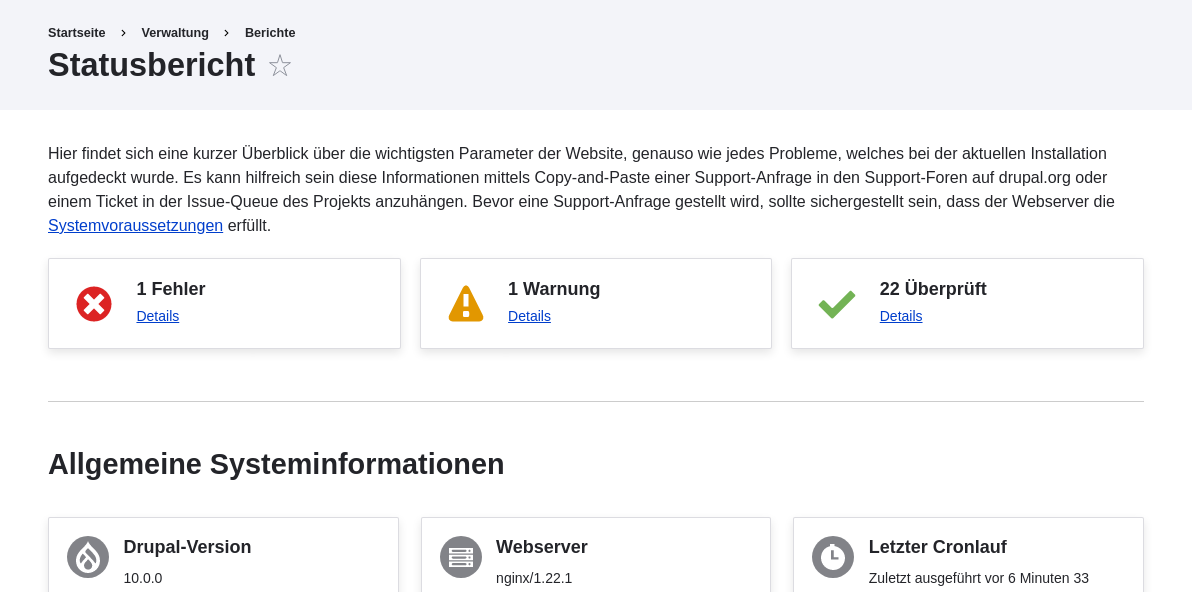 Startseite > Verwaltung > Berichte
Statusbericht
Hier findet sich eine kurzer Überblick über die wichtigsten Parameter der Website, genauso wie jedes Probleme, welches bei der aktuellen Installation
aufgedeckt wurde. Es kann hilfreich sein diese Informationen mittels Copy-and-Paste einer Support-Anfrage in den Support-Foren auf drupal.org oder
einem Ticket in der Issue-Queue des Projekts anzuhängen. Bevor eine Support-Anfrage gestellt wird, sollte sichergestellt sein, dass der Webserver die
Systemvoraussetzungen erfüllt.
1 Fehler
Details
1 Warnung
Details
22 Überprüft
Details
Allgemeine Systeminformationen
Drupal-Version
10.0.0
Webserver
nginx/1.22.1
Letzter Cronlauf
Zuletzt ausgeführt vor 6 Minuten 33